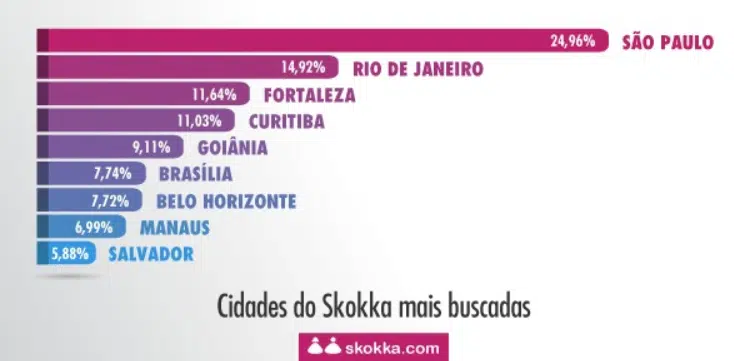 24,96% SÃO PAULO
14,92% RIO DE JANEIRO
11,64% FORTALEZA
11,03% CURITIBA
9,11% GOIÂNIA
7,74% BRASÍLIA
7,72% BELO HORIZONTE
6,99% MANAUS
5,88% SALVADOR
Cidades do Skokka mais buscadas
skokka.com